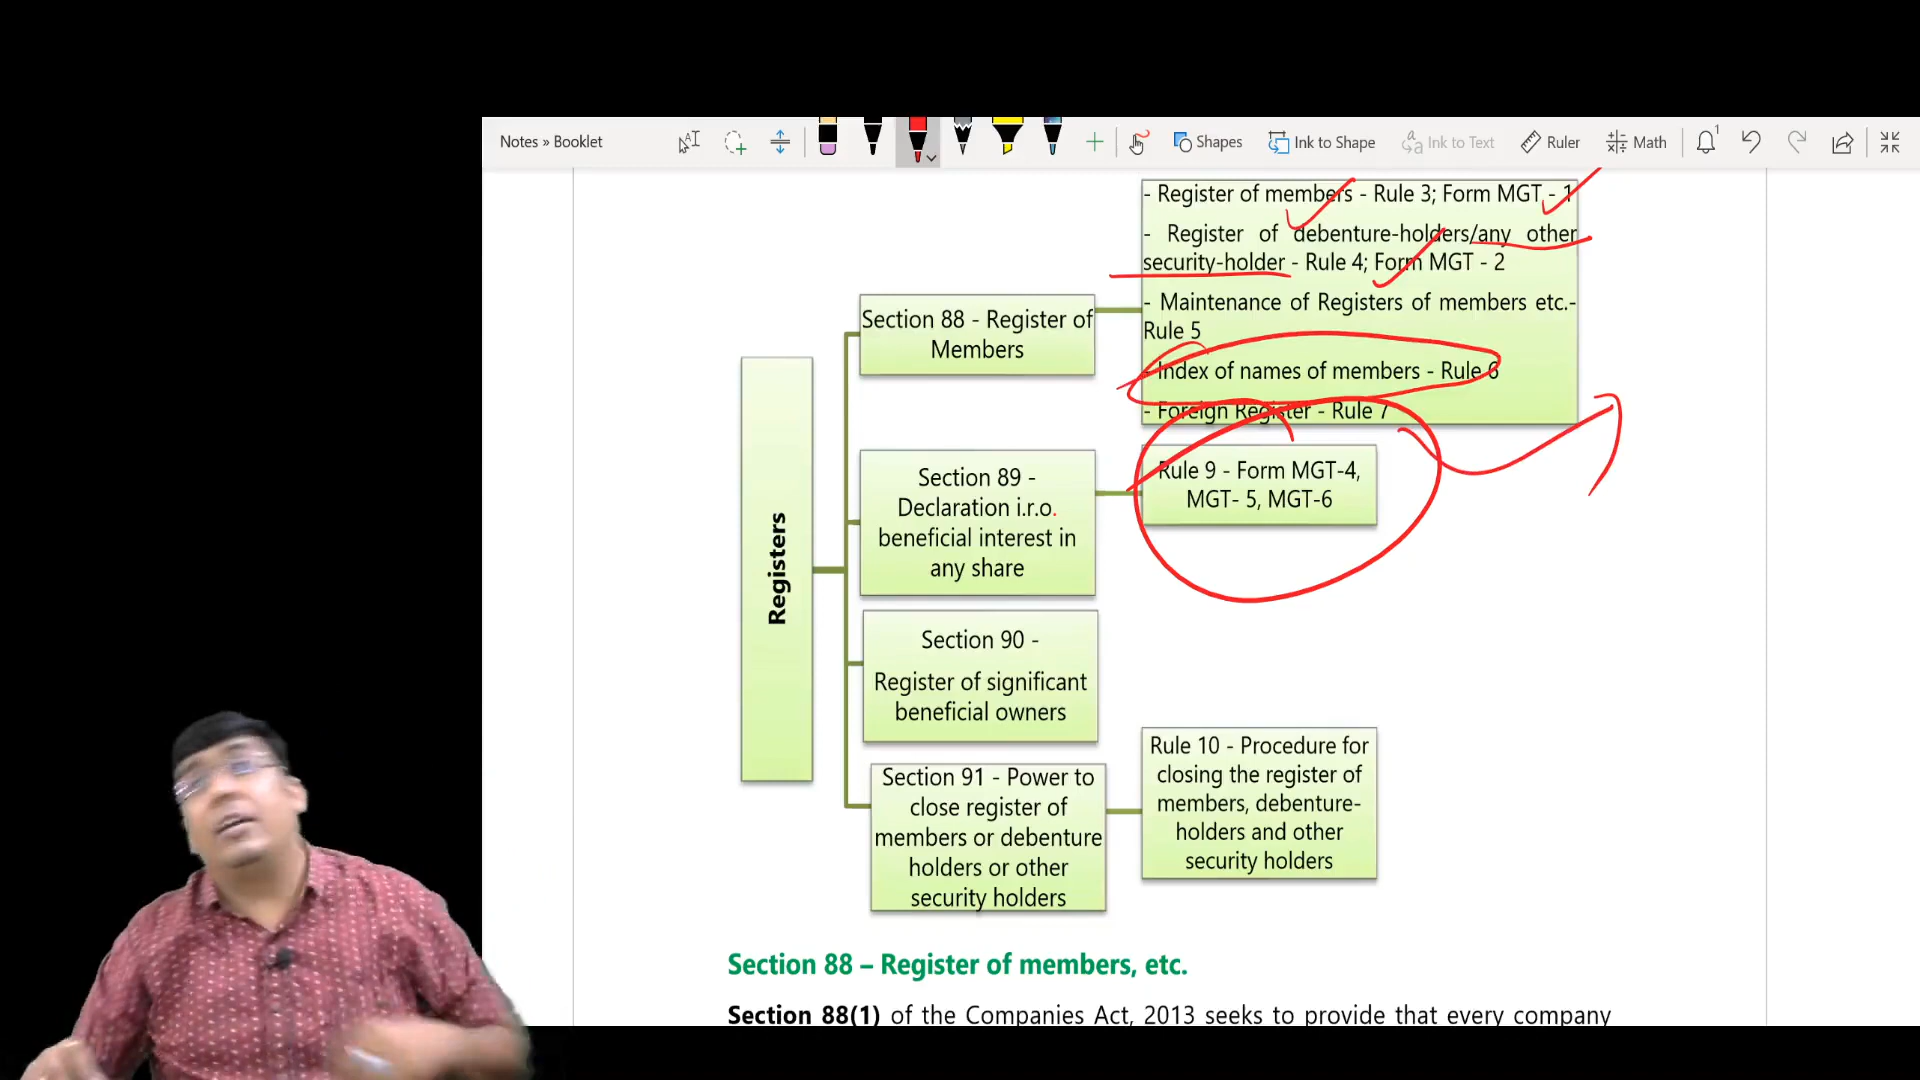 Notes » Booklet
Shapes
Ink to Shape
Ink to Text
Ruler
Math
1
- Register of members - Rule 3; Form MGT - 1
- Register of debenture-holders/any other
security-holder - Rule 4; Form MGT - 2
- Maintenance of Registers of members etc.-
Rule 5
- Index of names of members - Rule 6
- Foreign Register - Rule 7
Section 88 - Register of
Members
Registers
Section 89 -
Declaration i.r.o.
beneficial interest in
any share
Rule 9 - Form MGT-4,
MGT- 5, MGT-6
Section 90 -
Register of significant
beneficial owners
Section 91 - Power to
close register of
members or debenture
holders or other
security holders
Rule 10 - Procedure for
closing the register of
members, debenture-
holders and other
security holders
Section 88 – Register of members, etc.
Section 88(1) of the Companies Act, 2013 seeks to provide that every company